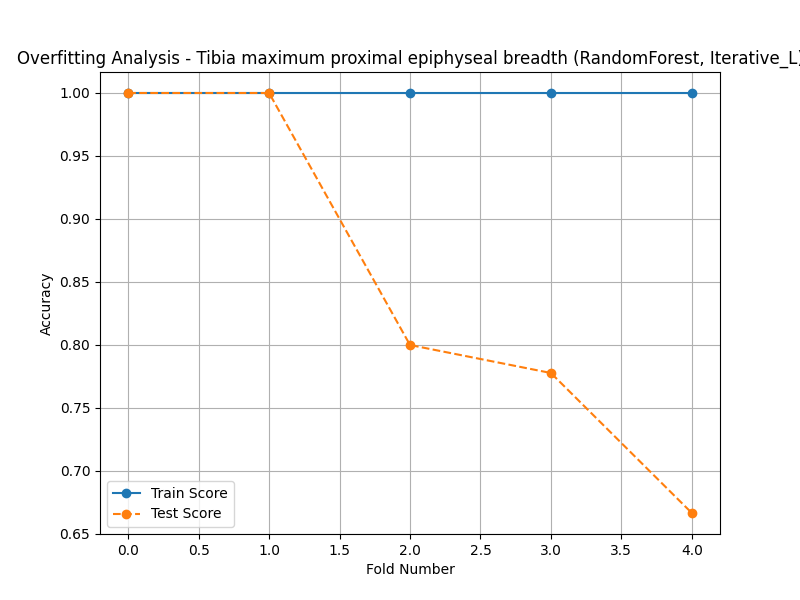 Overfitting Analysis - Tibia maximum proximal epiphyseal breadth (RandomForest, Iterative_L)
1.00
0.95
0.90
0.85
0.80
0.75
0.70
0.65
Accuracy
Train Score
Test Score
0.0 0.5 1.0 1.5 2.0 2.5 3.0 3.5 4.0
Fold Number